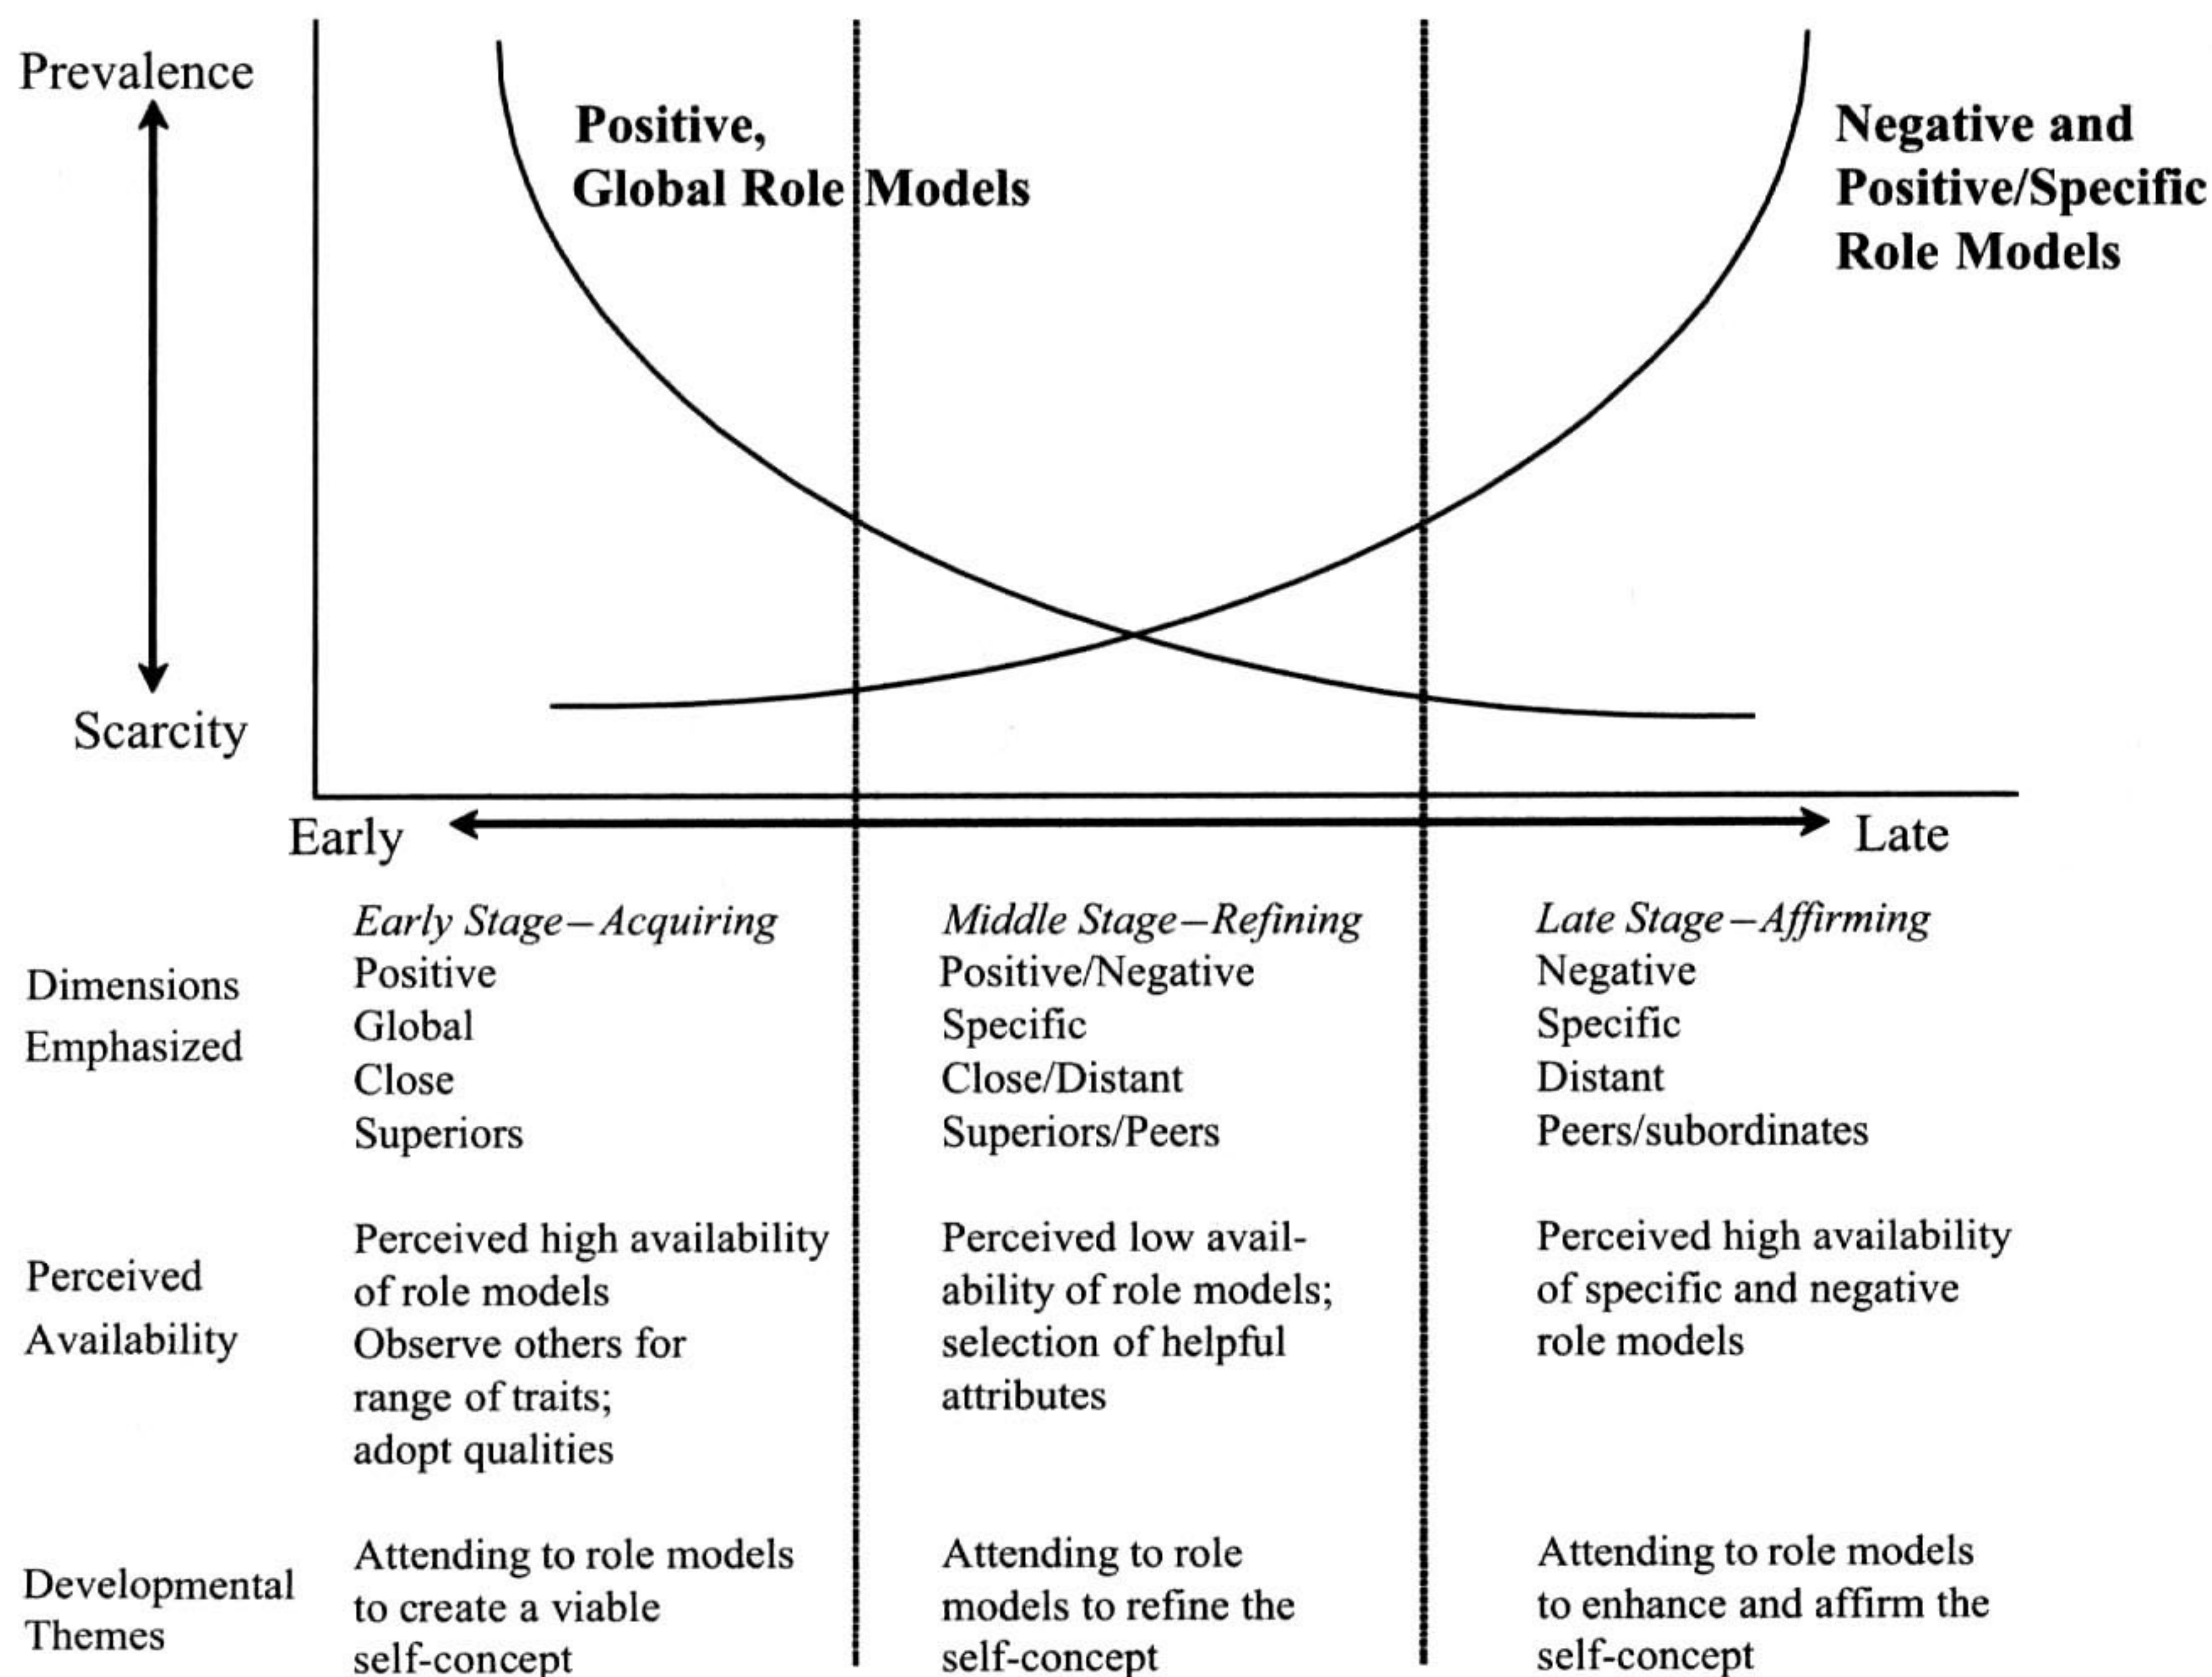 Prevalence
Scarcity
Positive,
Global Role Models
Negative and
Positive/Specific
Role Models
Early
Late
Early Stage–Acquiring
Middle Stage–Refining
Late Stage–Affirming
Dimensions
Emphasized
Positive
Global
Close
Superiors
Positive/Negative
Specific
Close/Distant
Superiors/Peers
Negative
Specific
Distant
Peers/subordinates
Perceived
Availability
Perceived high availability
of role models
Observe others for
range of traits;
adopt qualities
Perceived low avail-
ability of role models;
selection of helpful
attributes
Perceived high availability
of specific and negative
role models
Developmental
Themes
Attending to role models
to create a viable
self-concept
Attending to role
models to refine the
self-concept
Attending to role models
to enhance and affirm the
self-concept